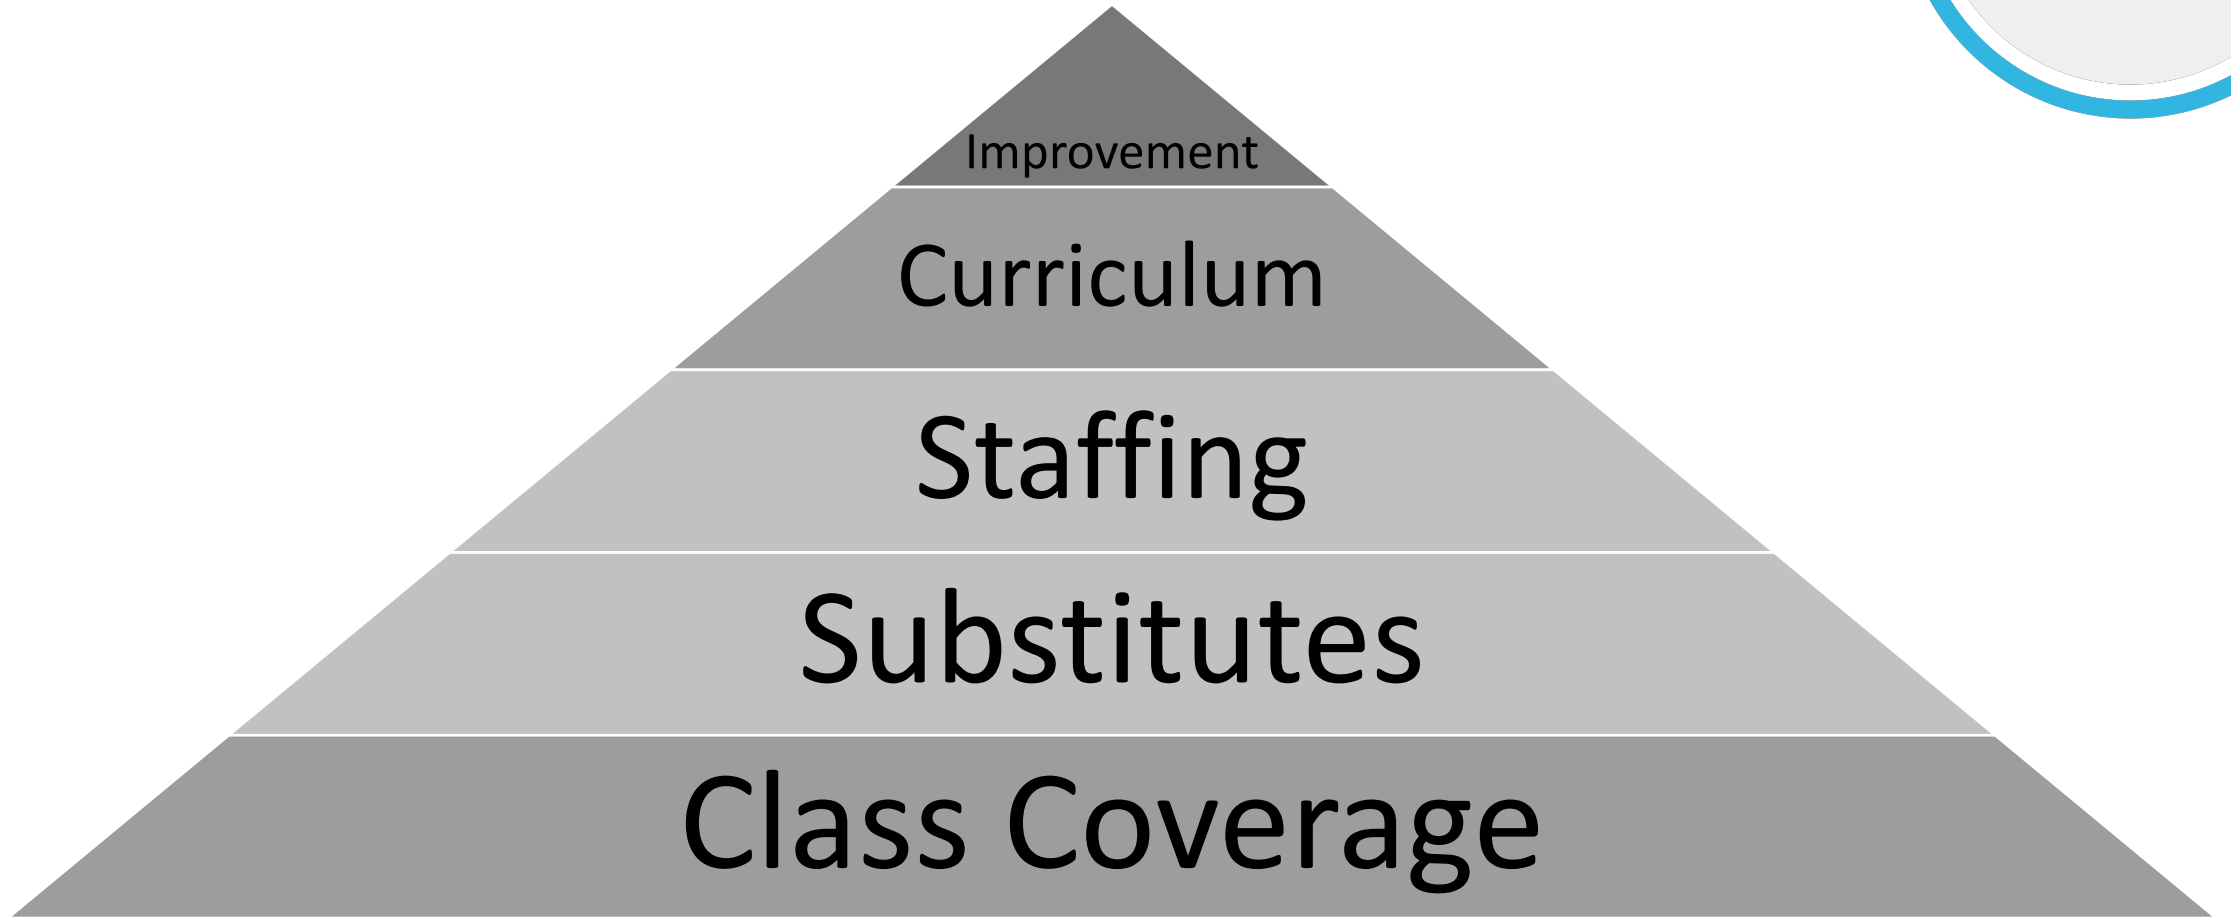 Improvement
Curriculum
Staffing
Substitutes
Class Coverage